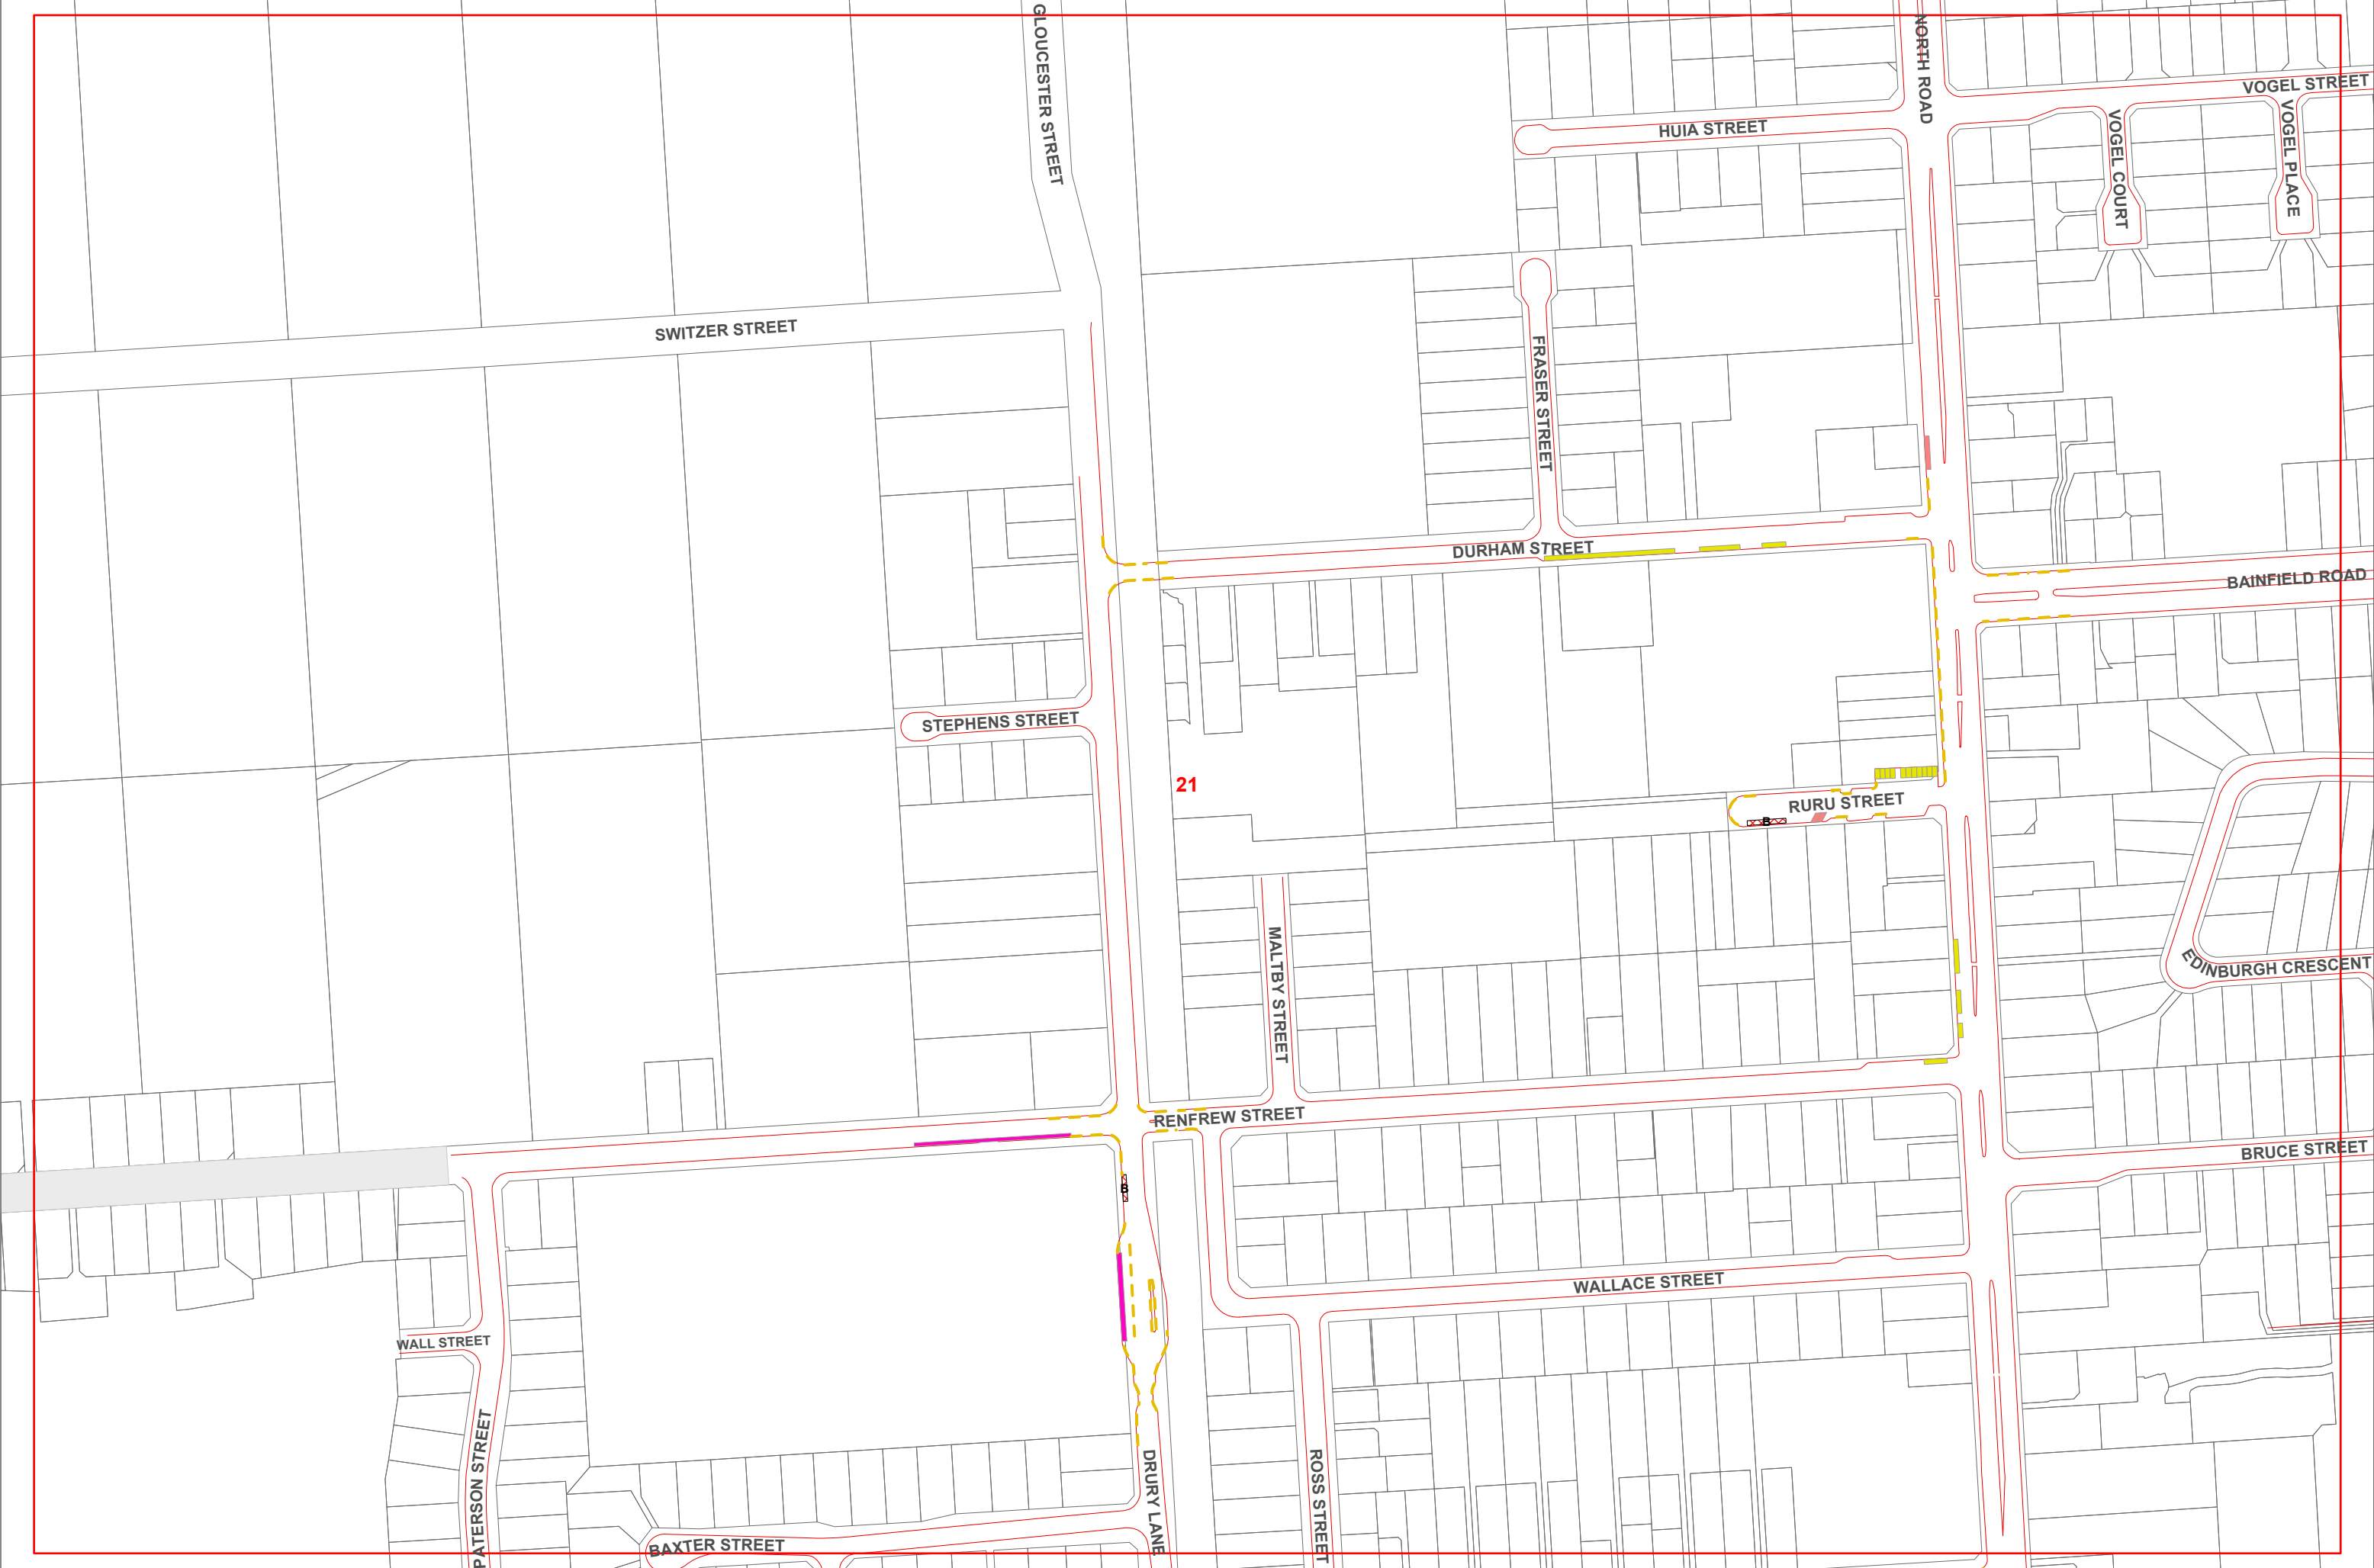 GLOUCESTER STREET
NORTH ROAD
VOGEL STREET
HUIA STREET
VOGEL COURT
VOGEL PLACE
SWITZER STREET
FRASER STREET
DURHAM STREET
BAINFIELD ROAD
STEPHENS STREET
21
RURU STREET
B
MALTBY STREET
EDINBURGH CRESCENT
RENFREW STREET
BRUCE STREET
B
WALLACE STREET
WALL STREET
PATERSON STREET
DRURY LANE
ROSS STREET
BAXTER STREET